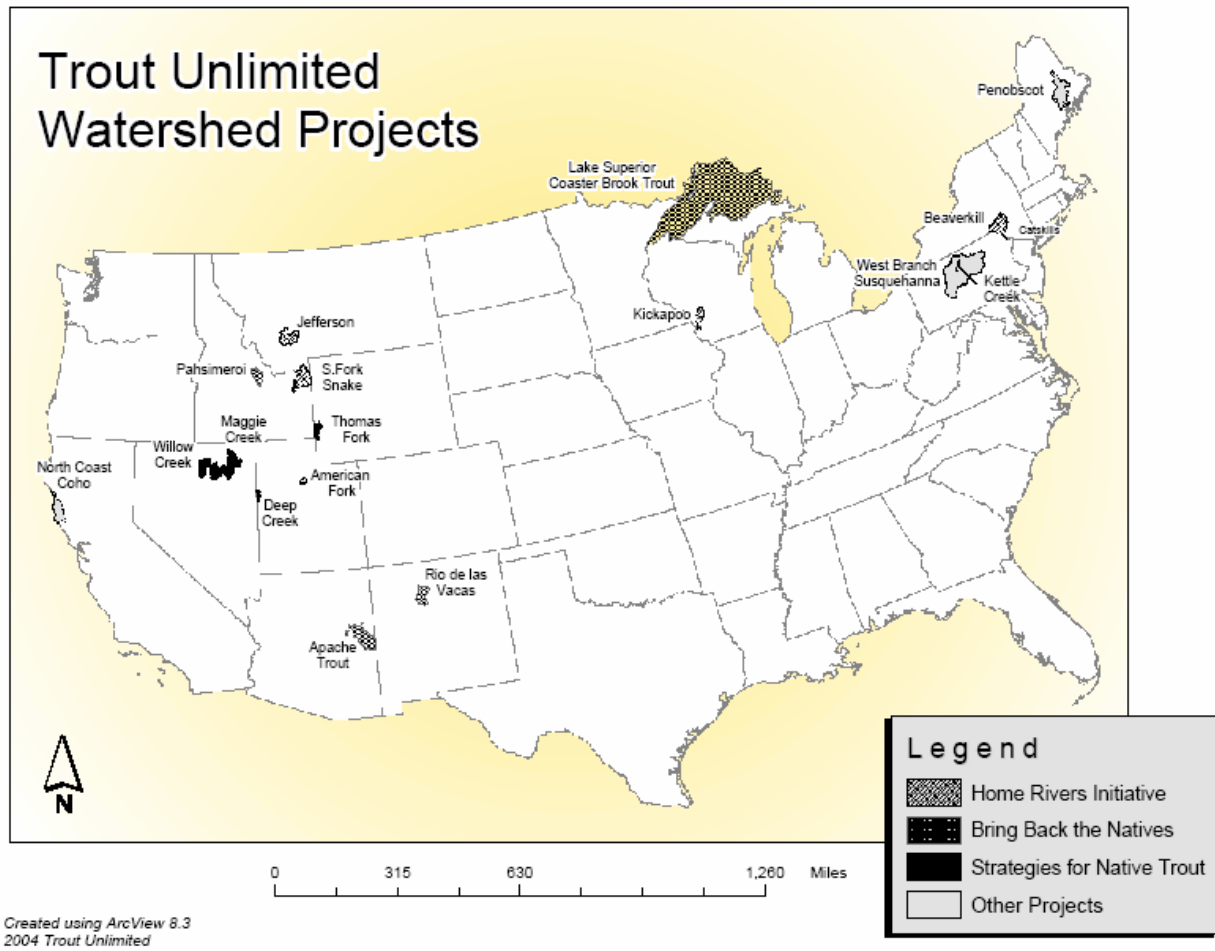 Trout Unlimited
Watershed Projects
Penobscot
Lake Superior
Coaster Brook Trout
Beaverkill
Catskills
West Branch
Susquehanna
Kettle
Creek
Kickapoo
Jefferson
Pahsimeroi
S.Fork
Snake
Maggie
Creek
Thomas
Fork
Willow
Creek
North Coast
Coho
American
Fork
Deep
Creek
Rio de las
Vacas
Apache
Trout
N
Legend
Home Rivers Initiative
Bring Back the Natives
Strategies for Native Trout
Other Projects
0 315 630 1,260 Miles
Created using ArcView 8.3
2004 Trout Unlimited